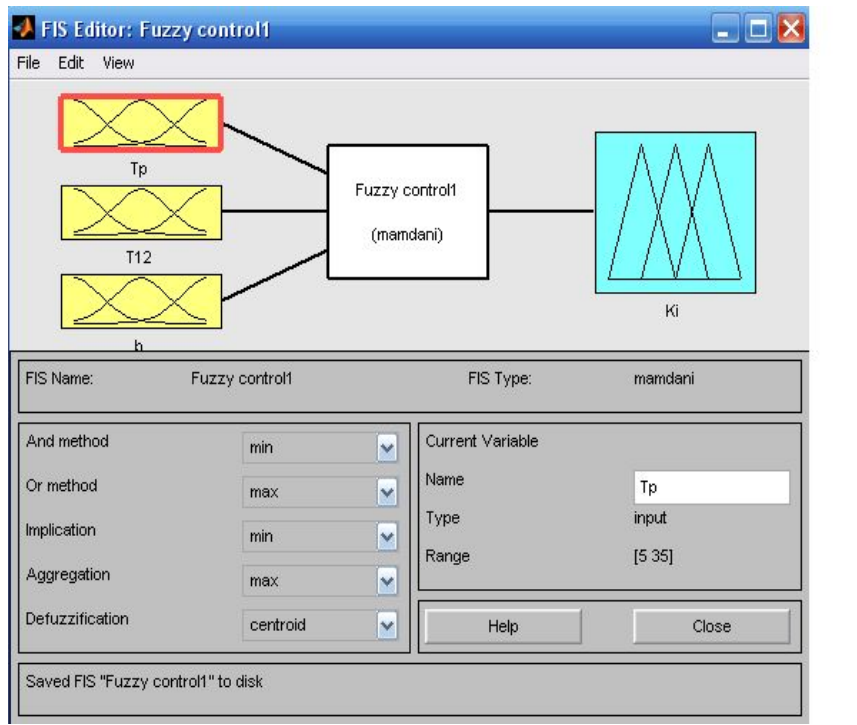 FIS Editor: Fuzzy control1
File Edit View
Tp
T12
Fuzzy control1
(mamdani)
Ki
FIS Name: Fuzzy control1 FIS Type: mamdani
And method min
Or method max
Implication min
Aggregation max
Defuzzification centroid
Current Variable
Name Tp
Type input
Range [5 35]
Help Close
Saved FIS "Fuzzy control1" to disk